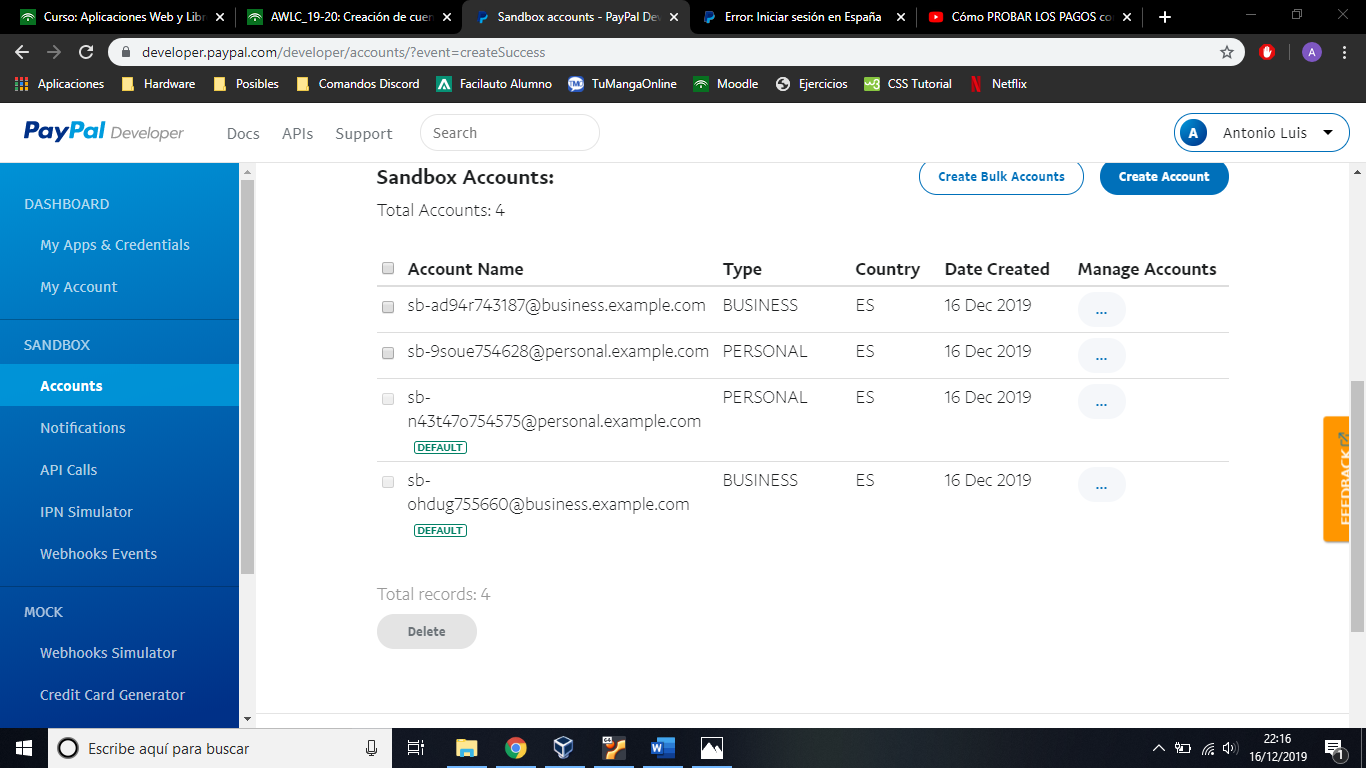 Curso: Aplicaciones Web y Libr
AWLC_19-20: Creación de cuen
Sandbox accounts - PayPal Dev
Error: Iniciar sesión en España
Cómo PROBAR LOS PAGOS co
developer.paypal.com/developer/accounts/?event=createSuccess
A
Aplicaciones
Hardware
Posibles
Comandos Discord
Facilauto Alumno
TuMangaOnline
Moodle
Ejercicios
CSS Tutorial
Netflix
PayPal Developer
Docs
APIs
Support
Search
A
Antonio Luis
DASHBOARD
My Apps & Credentials
My Account
SANDBOX
Accounts
Notifications
API Calls
IPN Simulator
Webhooks Events
MOCK
Webhooks Simulator
Credit Card Generator
Sandbox Accounts:
Create Bulk Accounts
Create Account
Total Accounts: 4
Account Name Type Country Date Created Manage Accounts
sb-ad94r743187@business.example.com BUSINESS ES 16 Dec 2019 ...
sb-9soue754628@personal.example.com PERSONAL ES 16 Dec 2019 ...
sb- PERSONAL ES 16 Dec 2019 ...
n43t47o754575@personal.example.com
DEFAULT
sb- BUSINESS ES 16 Dec 2019 ...
ohdug755660@business.example.com
DEFAULT
Total records: 4
Delete
FEEDBACK
Escribe aquí para buscar
22:16
16/12/2019
1